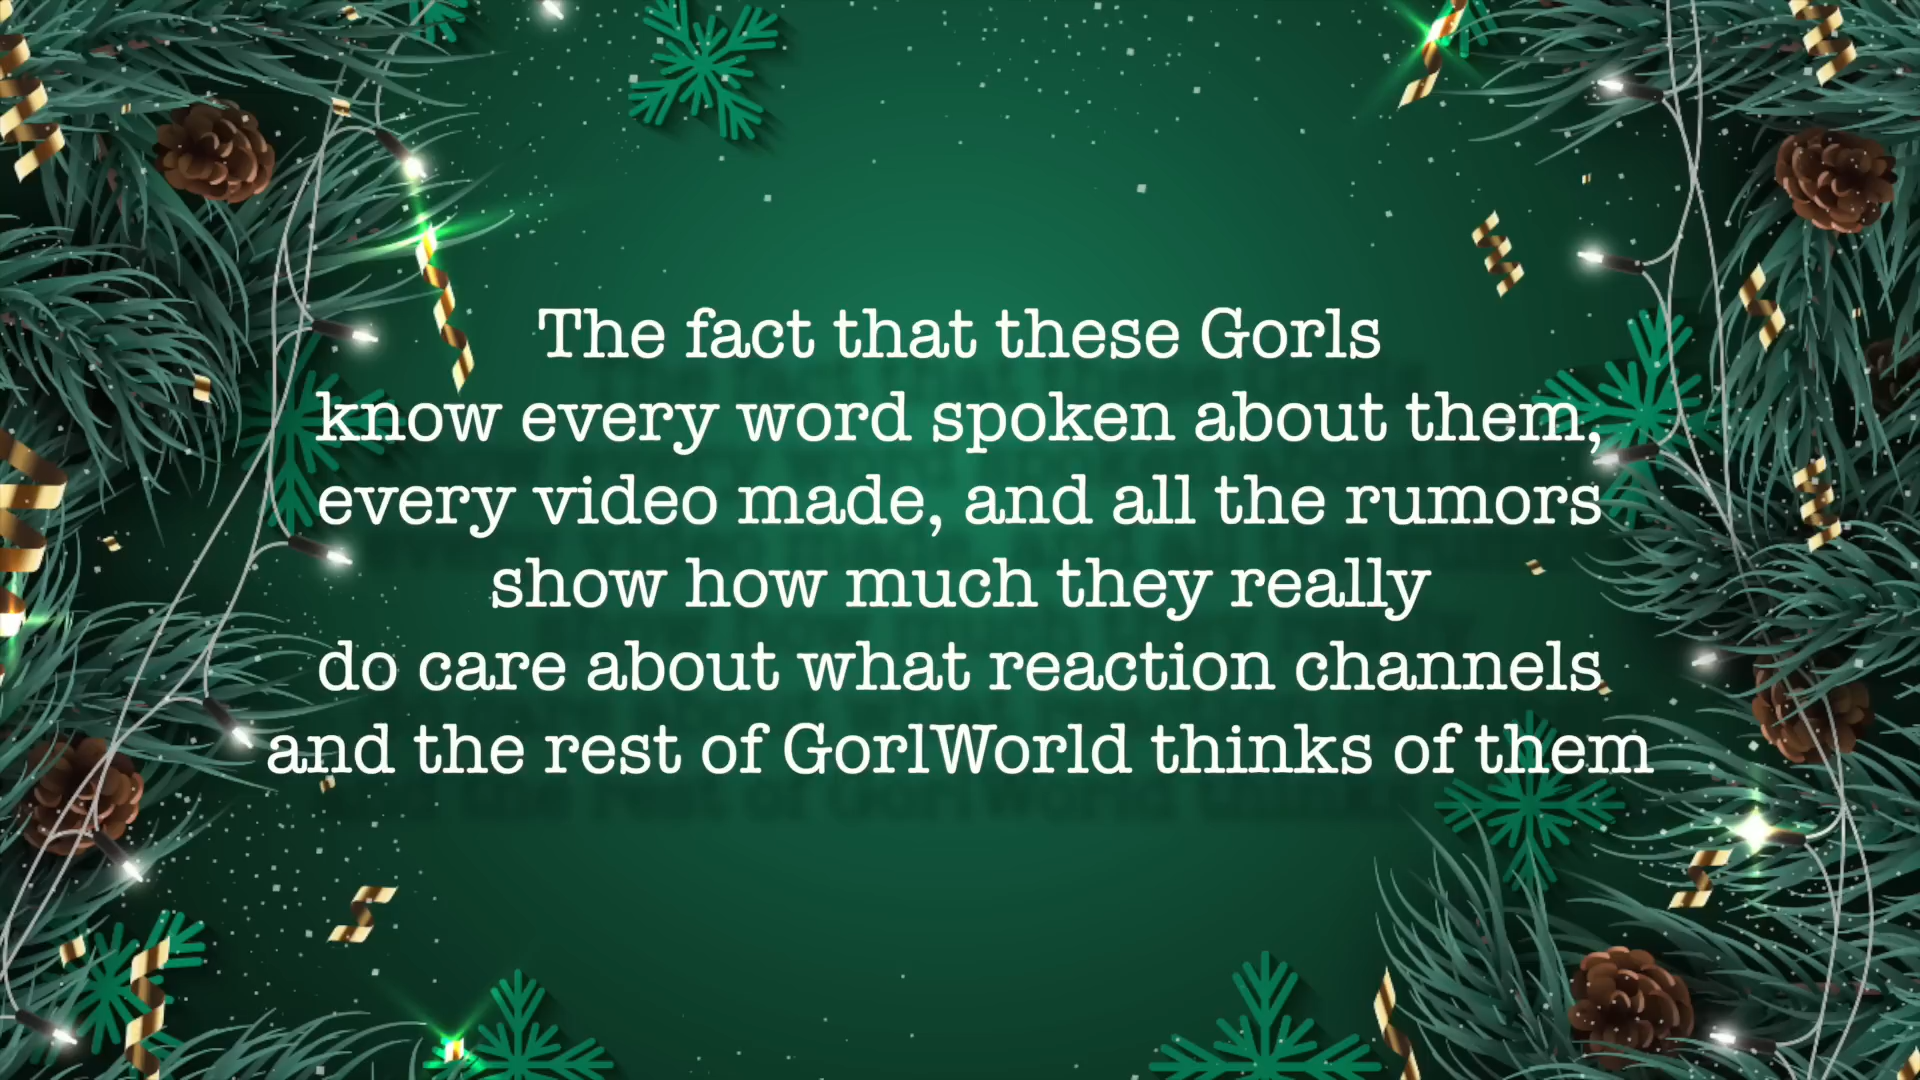 The fact that these Gorls
know every word spoken about them,
every video made, and all the rumors
show how much they really
do care about what reaction channels
and the rest of GorlWorld thinks of them